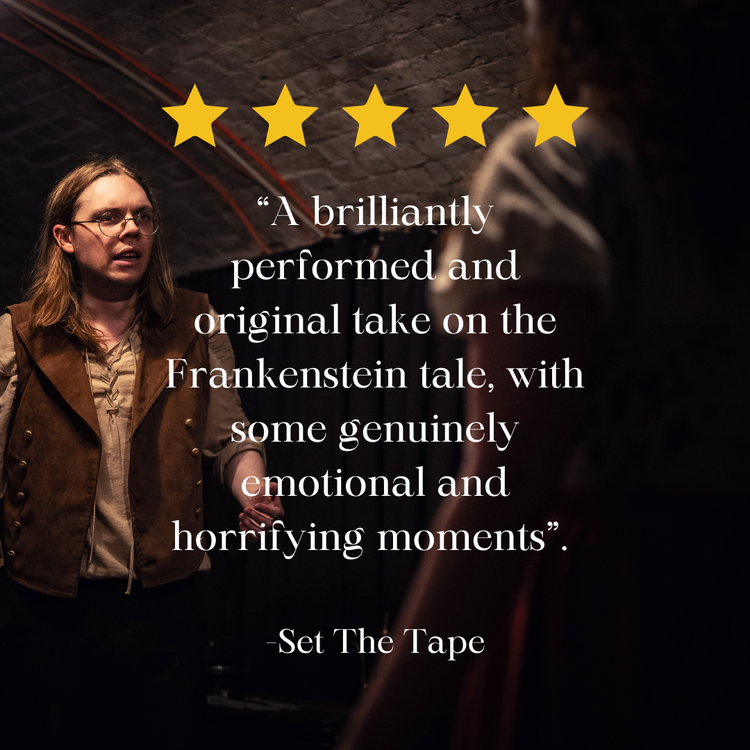 “A brilliantly
performed and
original take on the
Frankenstein tale, with
some genuinely
emotional and
horrifying moments”.
-Set The Tape